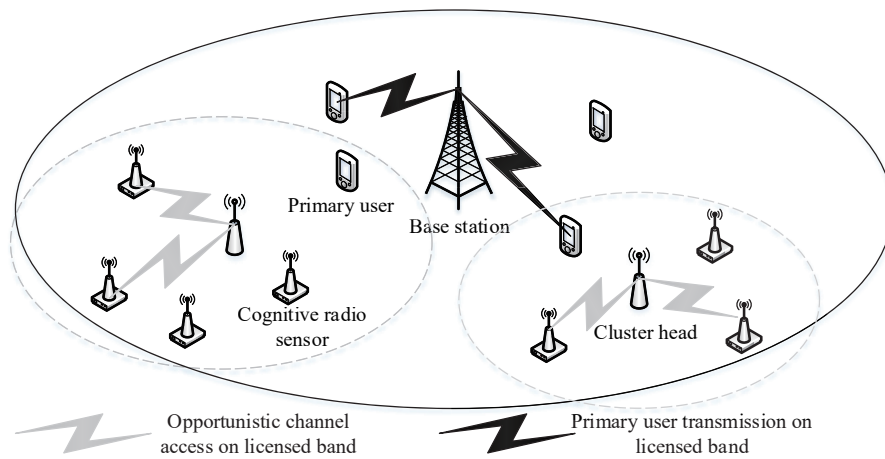 Primary user
Base station
Cognitive radio
sensor
Cluster head
Opportunistic channel
access on licensed band
Primary user transmission on
licensed band